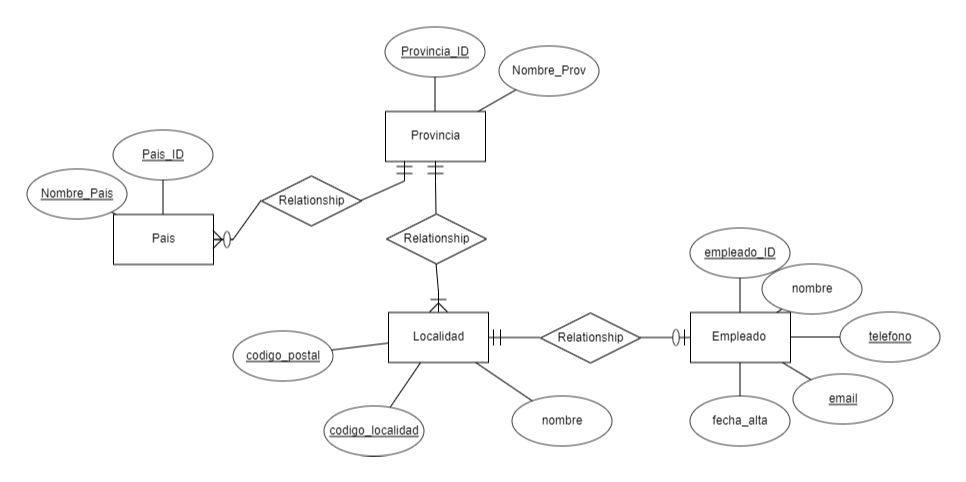 Provincia_ID
Nombre_Prov
Provincia
Pais_ID
Nombre_Pais
Relationship
Pais
Relationship
empleado_ID
nombre
Localidad
Relationship
Empleado
telefono
codigo_postal
email
codigo_localidad
nombre
fecha_alta